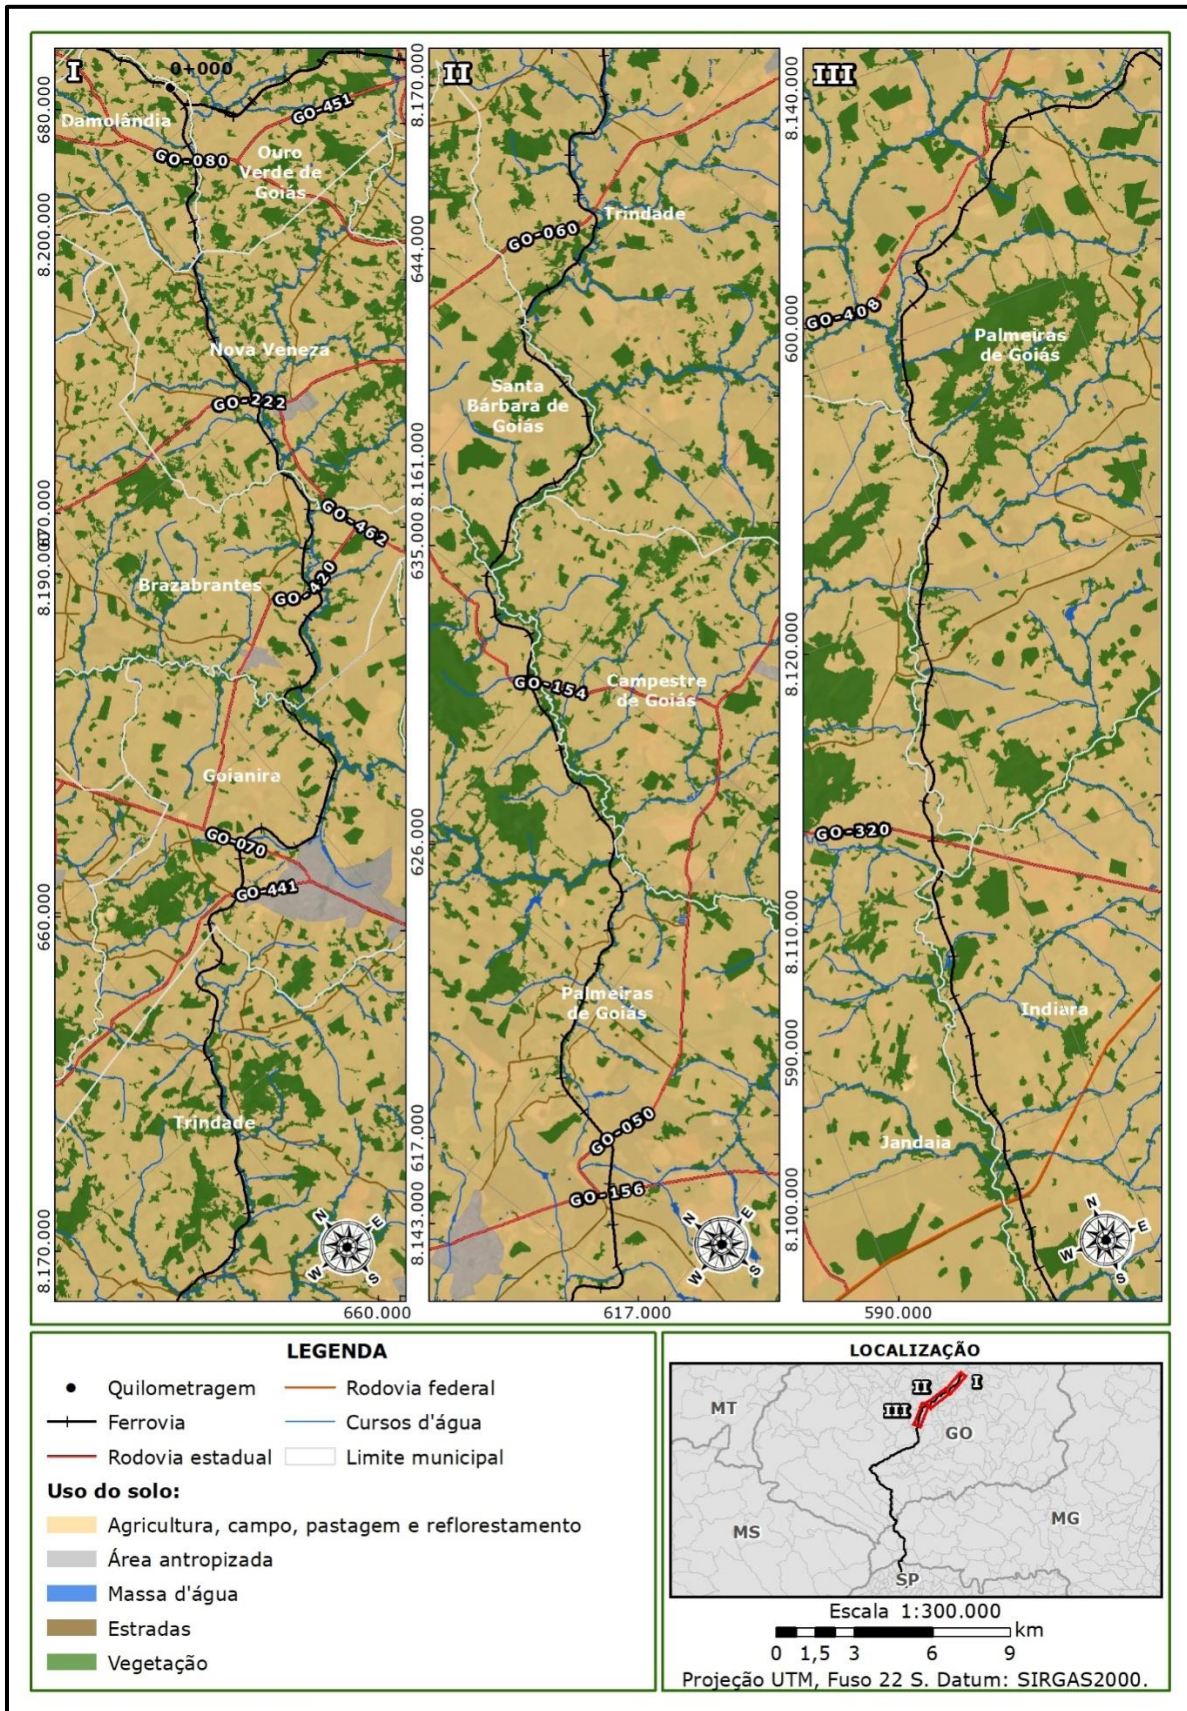 I
0+000
Damolândia
GO-451
GO-080
Ouro
Verde de
Goiás
Nova Veneza
GO-222
GO-462
Brazabrantes
GO-420
Goianira
GO-070
GO-441
Trindade
N
E
W
S
680.000
8.200.000
8.190.000
660.000
8.170.000
660.000
II
Trindade
GO-060
Santa
Bárbara de
Goiás
GO-154
Campestre
de Goiás
Palmeiras
de Goiás
GO-050
GO-156
N
E
W
S
8.170.000
644.000
8.161.000
635.000
626.000
617.000
8.143.000
617.000
III
GO-408
Palmeiras
de Goiás
GO-320
Indiara
Jandaia
N
E
W
S
8.140.000
600.000
8.120.000
8.110.000
590.000
8.100.000
590.000
LEGENDA
Quilometragem
Rodovia federal
Ferrovia
Cursos d'água
Rodovia estadual
Limite municipal
Uso do solo:
Agricultura, campo, pastagem e reflorestamento
Área antropizada
Massa d'água
Estradas
Vegetação
LOCALIZAÇÃO
I
II
III
MT
GO
MS
MG
SP
Escala 1:300.000
km
0 1,5 3 6 9
Projeção UTM, Fuso 22 S. Datum: SIRGAS2000.